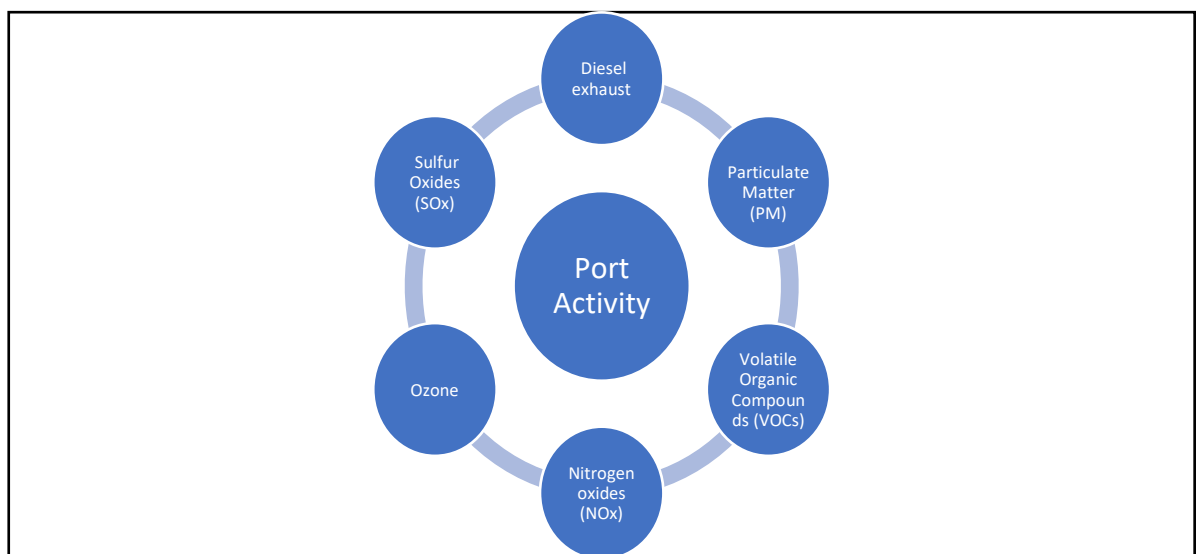 Diesel
exhaust
Particulate
Matter
(PM)
Volatile
Organic
Compoun
ds (VOCs)
Nitrogen
oxides
(NOx)
Ozone
Sulfur
Oxides
(SOx)
Port
Activity